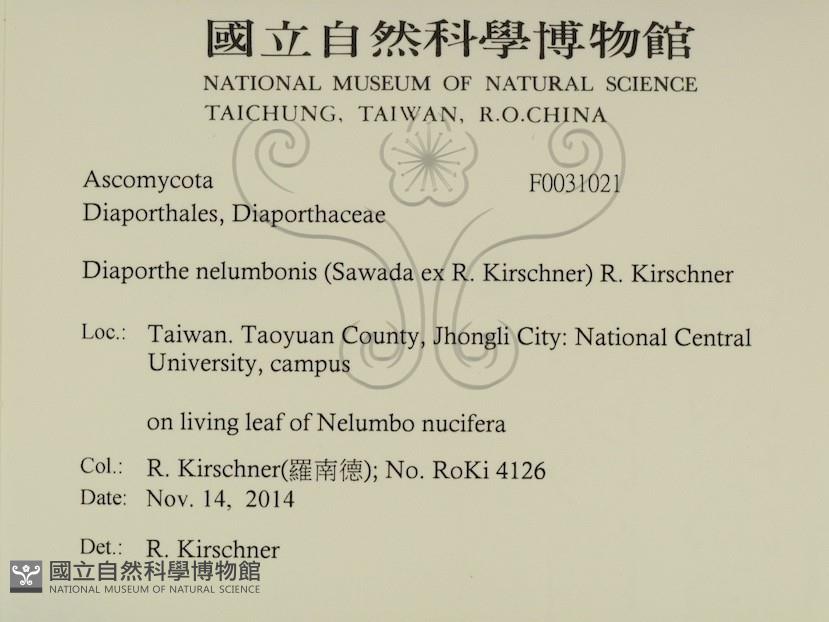 國立自然科學博物館
NATIONAL MUSEUM OF NATURAL SCIENCE
TAICHUNG, TAIWAN, R.O.CHINA
Ascomycota F0031021
Diaporthales, Diaporthaceae
Diaporthe nelumbonis (Sawada ex R. Kirschner) R. Kirschner
Loc.: Taiwan. Taoyuan County, Jhongli City: National Central
University, campus
on living leaf of Nelumbo nucifera
Col.: R. Kirschner(羅南德); No. RoKi 4126
Date: Nov. 14, 2014
Det.: R. Kirschner
國立自然科學博物館
NATIONAL MUSEUM OF NATURAL SCIENCE